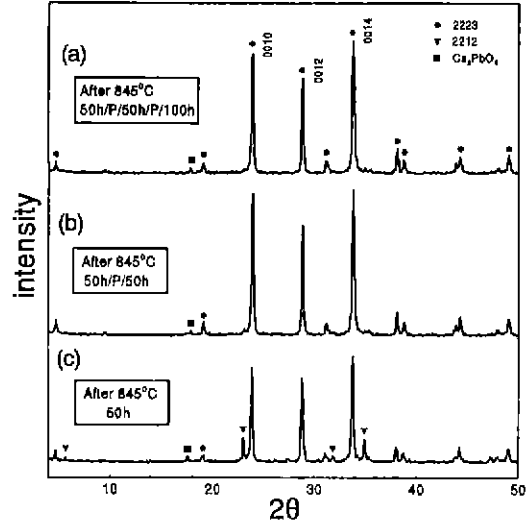 (a)
After 845°C
50h/P/50h/P/100h
0010
0012
0014
2223
2212
Ca₂PbO₄
(b)
After 845°C
50h/P/50h
(c)
After 845°C
50h
intensity
10 20 30 40 50
2θ